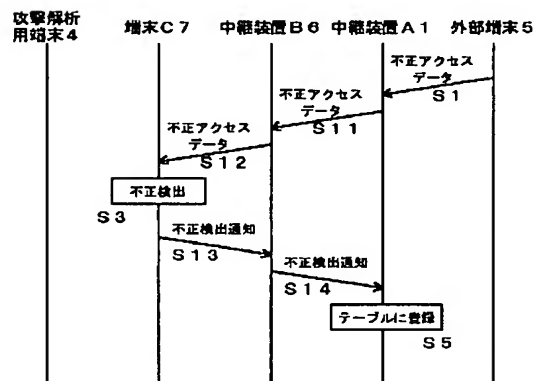 攻撃解析
用端末4
端末C7
中継装置B6
中継装置A1
外部端末5
不正アクセス
データ
S1
不正アクセス
データ
S11
不正アクセス
データ
S12
不正検出
S3
不正検出通知
S13
不正検出通知
S14
テーブルに登録
S5